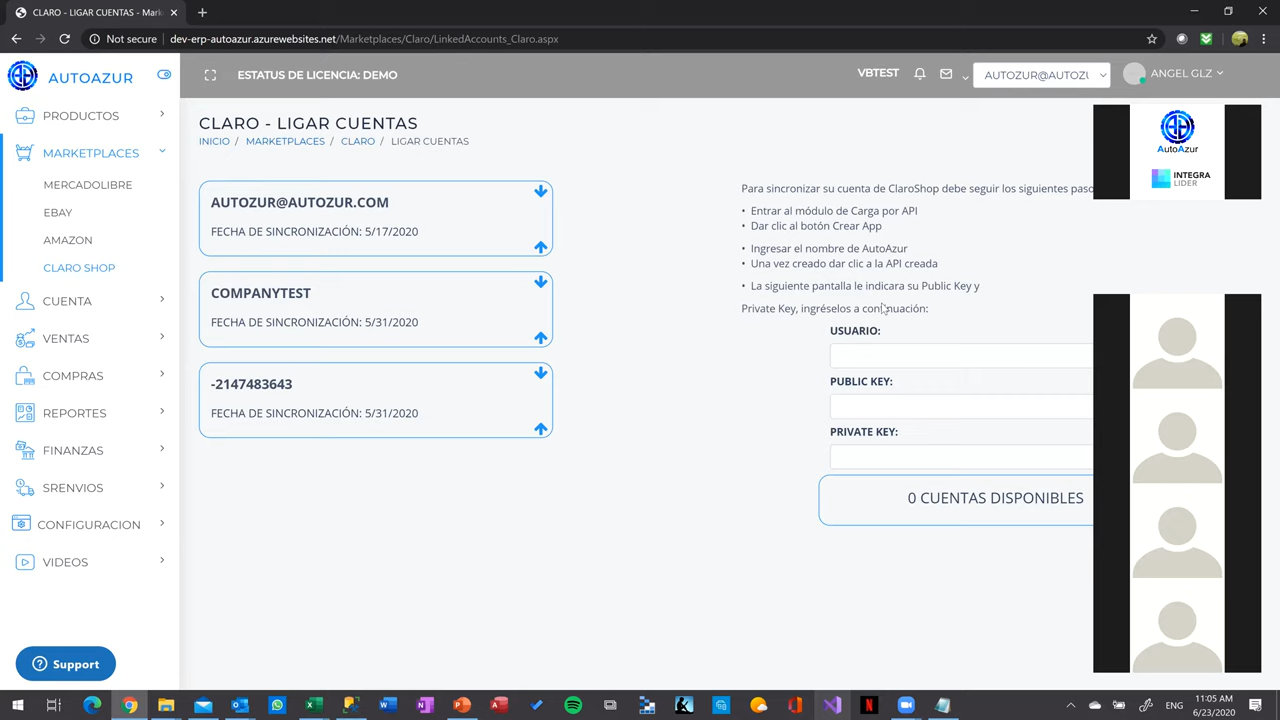 CLARO - LIGAR CUENTAS - Mark
Not secure
dev-erp-autoazur.azurewebsites.net/Marketplaces/Claro/LinkedAccounts_Claro.aspx
AUTOAZUR
ESTATUS DE LICENCIA: DEMO
VBTEST
AUTOZUR@AUTOZU
ANGEL GLZ
PRODUCTOS
MARKETPLACES
MERCADOLIBRE
EBAY
AMAZON
CLARO SHOP
CUENTA
VENTAS
COMPRAS
REPORTES
FINANZAS
SRENVIOS
CONFIGURACION
VIDEOS
Support
CLARO - LIGAR CUENTAS
INICIO / MARKETPLACES / CLARO / LIGAR CUENTAS
AUTOZUR@AUTOZUR.COM
FECHA DE SINCRONIZACIÓN: 5/17/2020
COMPANYTEST
FECHA DE SINCRONIZACIÓN: 5/31/2020
-2147483643
FECHA DE SINCRONIZACIÓN: 5/31/2020
Para sincronizar su cuenta de ClaroShop debe seguir los siguientes paso
• Entrar al módulo de Carga por API
• Dar clic al botón Crear App
• Ingresar el nombre de AutoAzur
• Una vez creado dar clic a la API creada
• La siguiente pantalla le indicara su Public Key y
Private Key, ingréselos a continuación:
USUARIO:
PUBLIC KEY:
PRIVATE KEY:
0 CUENTAS DISPONIBLES
AutoAzur
INTEGRA
LIDER
11:05 AM
6/23/2020